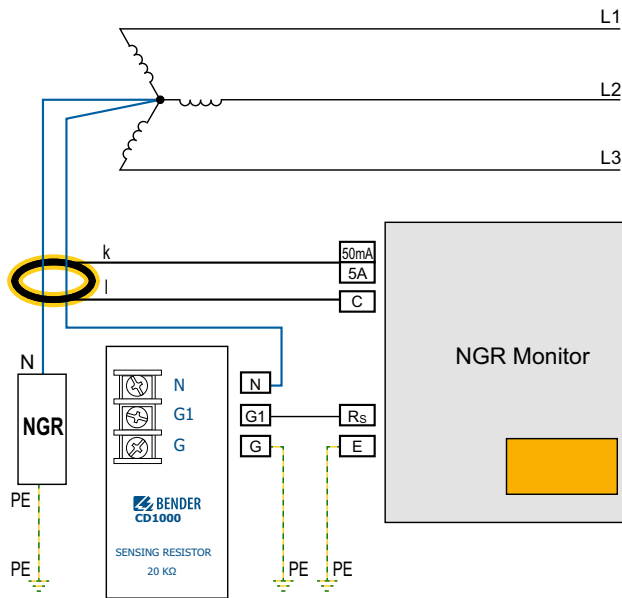 L1
L2
L3
k
50mA
5A
l
C
NGR Monitor
N
NGR
PE
PE
N
G1
G
BENDER
CD1000
SENSING RESISTOR
20 KΩ
N
G1
RS
G
E
PE
PE